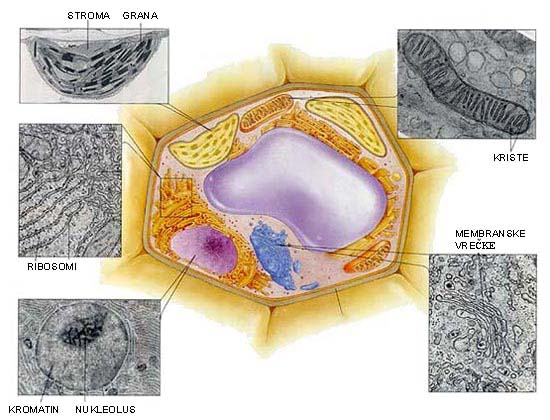 STROMA GRANA
KRISTE
MEMBRANSKE
VREČKE
RIBOSOMI
KROMATIN NUKLEOLUS